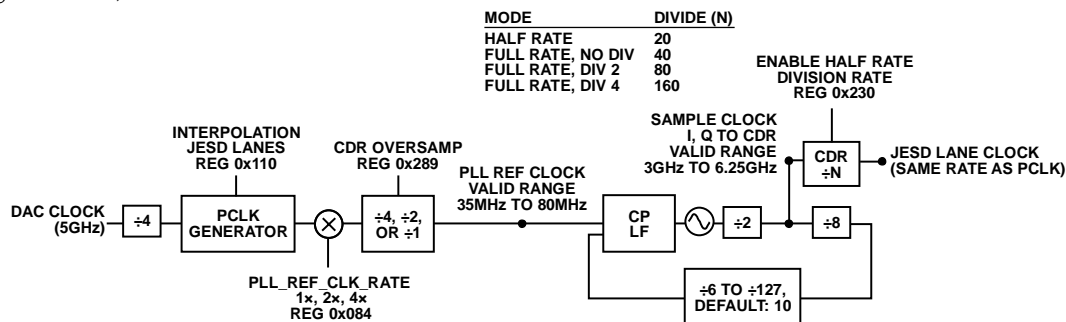 MODE DIVIDE (N)
HALF RATE 20
FULL RATE, NO DIV 40
FULL RATE, DIV 2 80
FULL RATE, DIV 4 160
ENABLE HALF RATE
DIVISION RATE
REG 0x230
INTERPOLATION
JESD LANES
REG 0x110
CDR OVERSAMP
REG 0x289
PLL REF CLOCK
VALID RANGE
35MHz TO 80MHz
SAMPLE CLOCK
I, Q TO CDR
VALID RANGE
3GHz TO 6.25GHz
CDR
÷N
JESD LANE CLOCK
(SAME RATE AS PCLK)
DAC CLOCK
(5GHz)
÷4
PCLK
GENERATOR
÷4, ÷2,
OR ÷1
CP
LF
÷2
÷8
PLL_REF_CLK_RATE
1×, 2×, 4×
REG 0x084
÷6 TO ÷127,
DEFAULT: 10